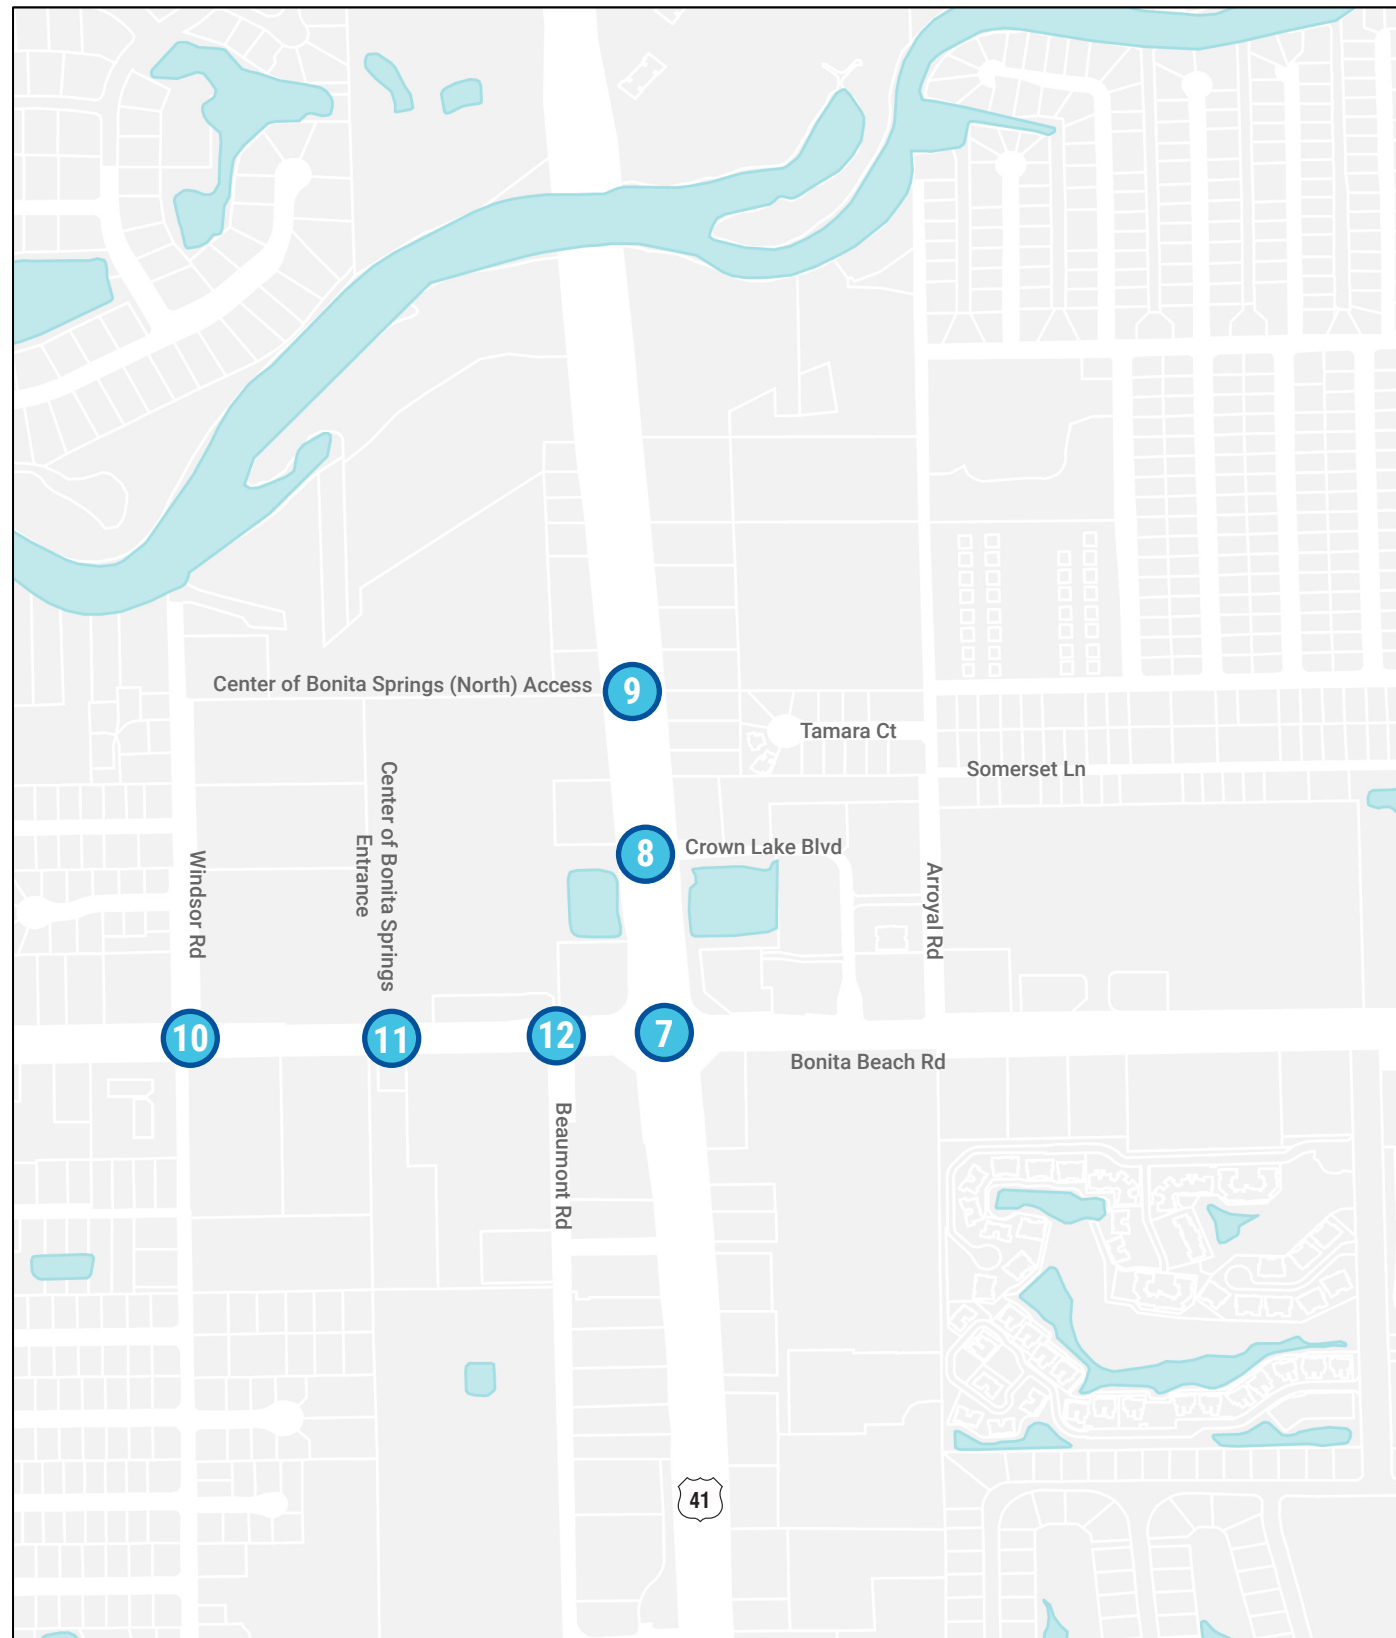 Center of Bonita Springs (North) Access
9
Tamara Ct
Somerset Ln
Center of Bonita Springs
Entrance
8
Crown Lake Blvd
Windsor Rd
Arroyal Rd
10
11
12
7
Bonita Beach Rd
Beaumont Rd
41